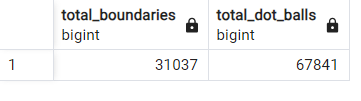 total_boundaries total_dot_balls
bigint bigint
1 31037 67841